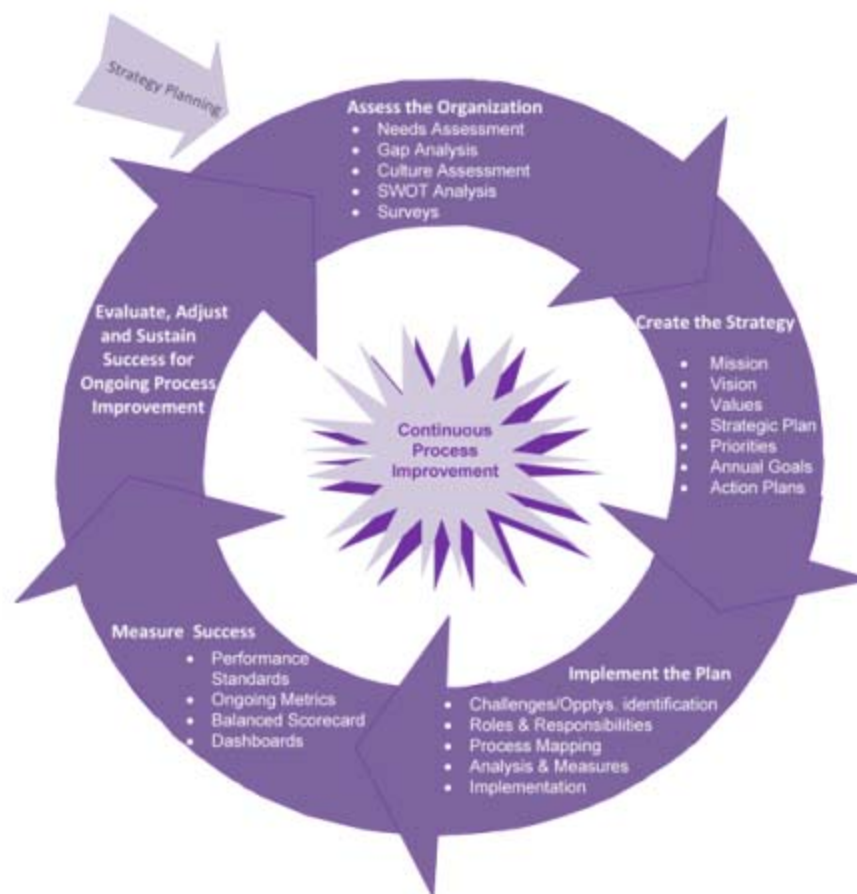 Strategy Planning
Assess the Organization
• Needs Assessment
• Gap Analysis
• Culture Assessment
• SWOT Analysis
• Surveys
Create the Strategy
• Mission
• Vision
• Values
• Strategic Plan
• Priorities
• Annual Goals
• Action Plans
Implement the Plan
• Challenges/Opptys. identification
• Roles & Responsibilities
• Process Mapping
• Analysis & Measures
• Implementation
Measure Success
• Performance
Standards
• Ongoing Metrics
• Balanced Scorecard
• Dashboards
Evaluate, Adjust
and Sustain
Success for
Ongoing Process
Improvement
Continuous
Process
Improvement